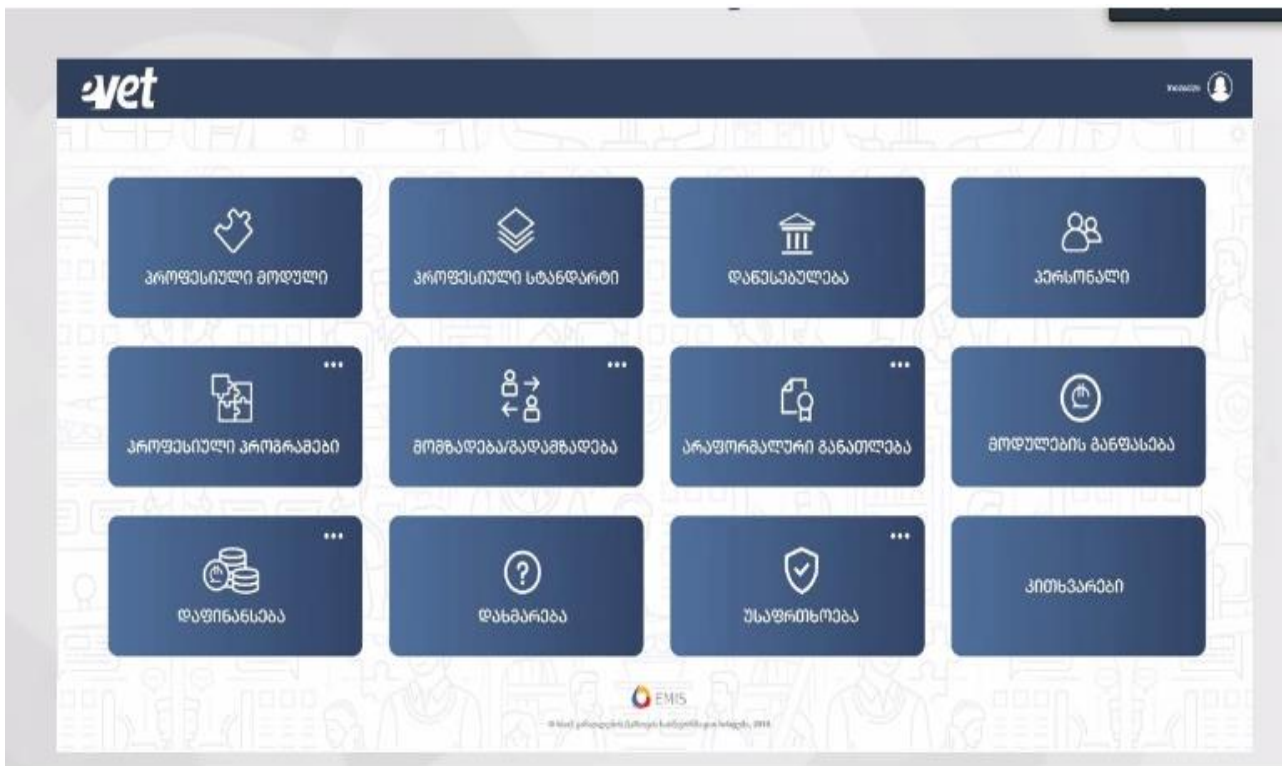 evet
პროფესიული მოდული
პროფესიული სტანდარტი
დაწესებულება
პერსონალი
პროფესიული პროგრამები
მომზადება/გადამზადება
არაფორმალური განათლება
მოდულების განფასება
დაფინანსება
დახმარება
უსაფრთხოება
კითხვარები
EMIS